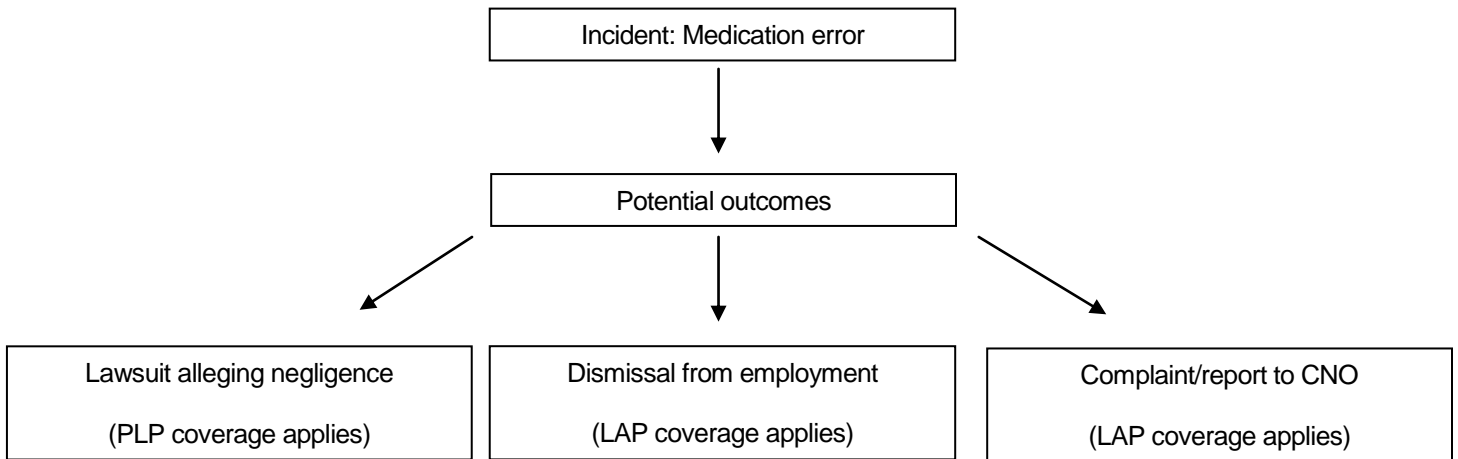 Incident: Medication error
Potential outcomes
Lawsuit alleging negligence
(PLP coverage applies)
Dismissal from employment
(LAP coverage applies)
Complaint/report to CNO
(LAP coverage applies)